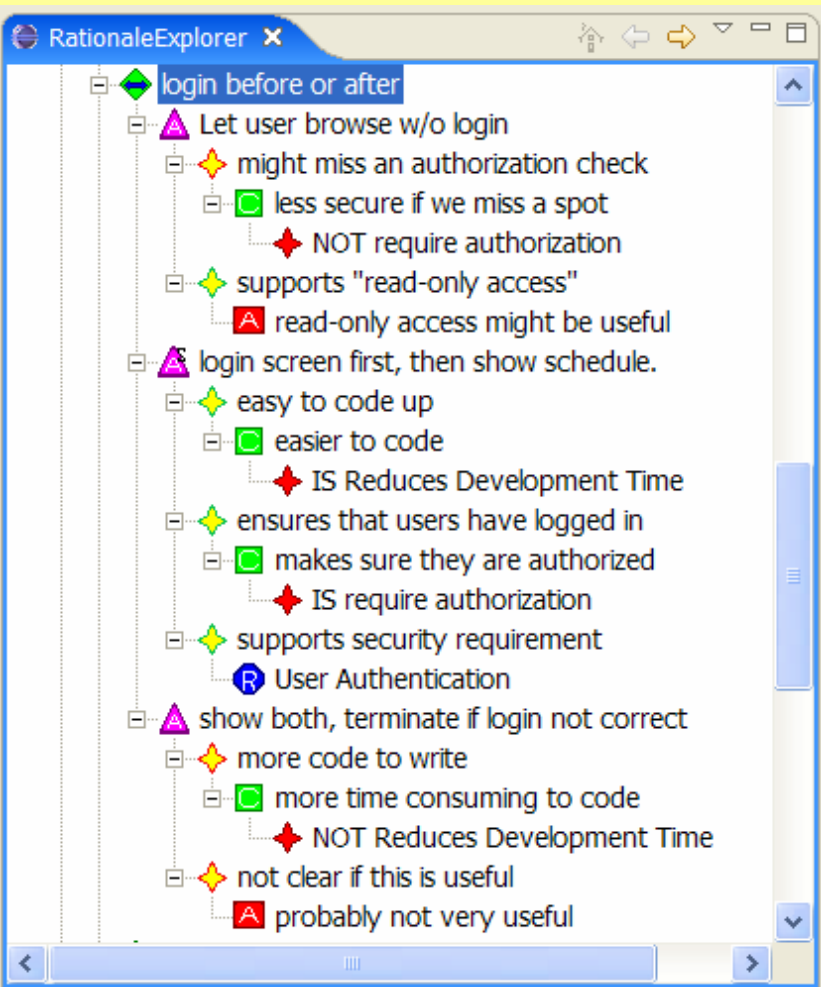 RationaleExplorer
login before or after
A Let user browse w/o login
might miss an authorization check
C less secure if we miss a spot
NOT require authorization
supports "read-only access"
A read-only access might be useful
A S login screen first, then show schedule.
easy to code up
C easier to code
IS Reduces Development Time
ensures that users have logged in
C makes sure they are authorized
IS require authorization
supports security requirement
R User Authentication
A show both, terminate if login not correct
more code to write
C more time consuming to code
NOT Reduces Development Time
not clear if this is useful
A probably not very useful